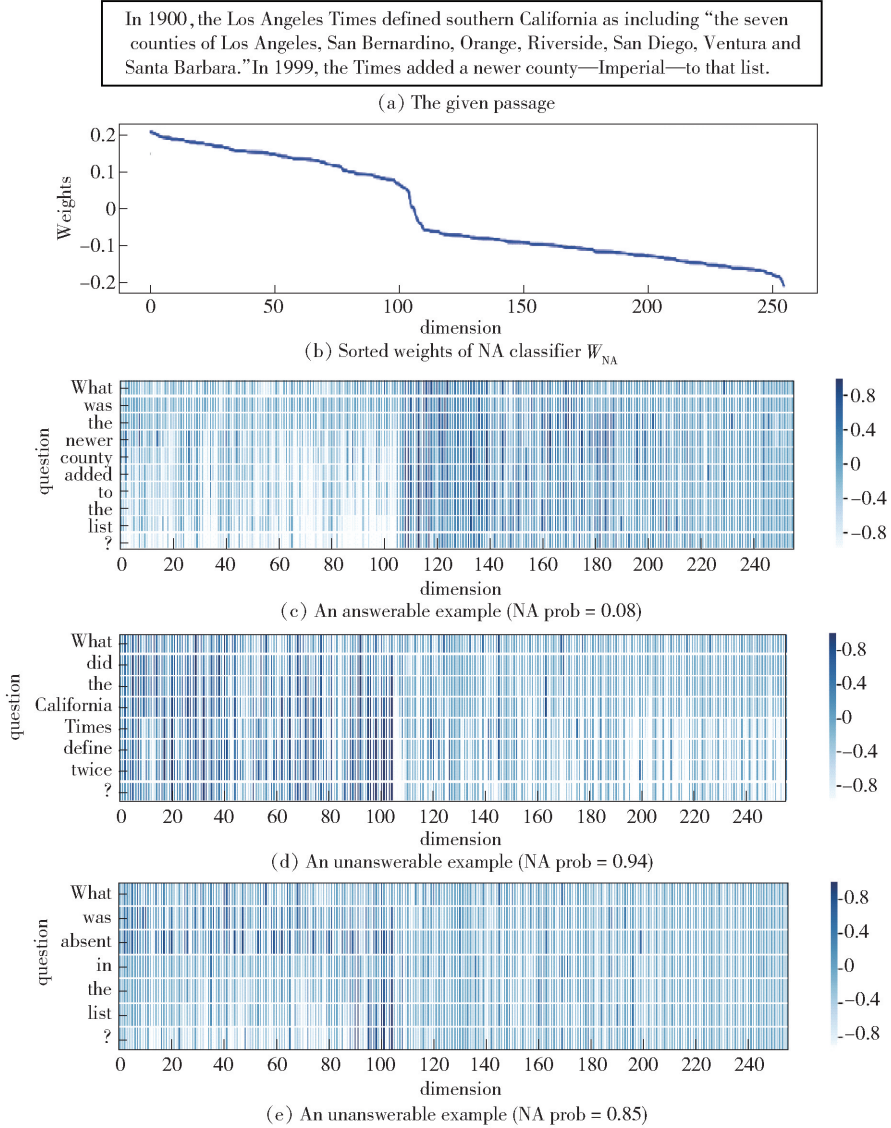 In 1900, the Los Angeles Times defined southern California as including “the seven
counties of Los Angeles, San Bernardino, Orange, Riverside, San Diego, Ventura and
Santa Barbara.”In 1999, the Times added a newer county—Imperial—to that list.
(a) The given passage
0.2
0.1
0
−0.1
−0.2
Weights
0 50 100 150 200 250
dimension
(b) Sorted weights of NA classifier W_NA
question
What
was
the
newer
county
added
to
the
list
?
0 20 40 60 80 100 120 140 160 180 200 220 240
dimension
0.8
0.4
0
−0.4
−0.8
(c) An answerable example (NA prob = 0.08)
question
What
did
the
California
Times
define
twice
?
0 20 40 60 80 100 120 140 160 180 200 220 240
dimension
0.8
0.4
0
−0.4
−0.8
(d) An unanswerable example (NA prob = 0.94)
question
What
was
absent
in
the
list
?
0 20 40 60 80 100 120 140 160 180 200 220 240
dimension
0.8
0.4
0
−0.4
−0.8
(e) An unanswerable example (NA prob = 0.85)